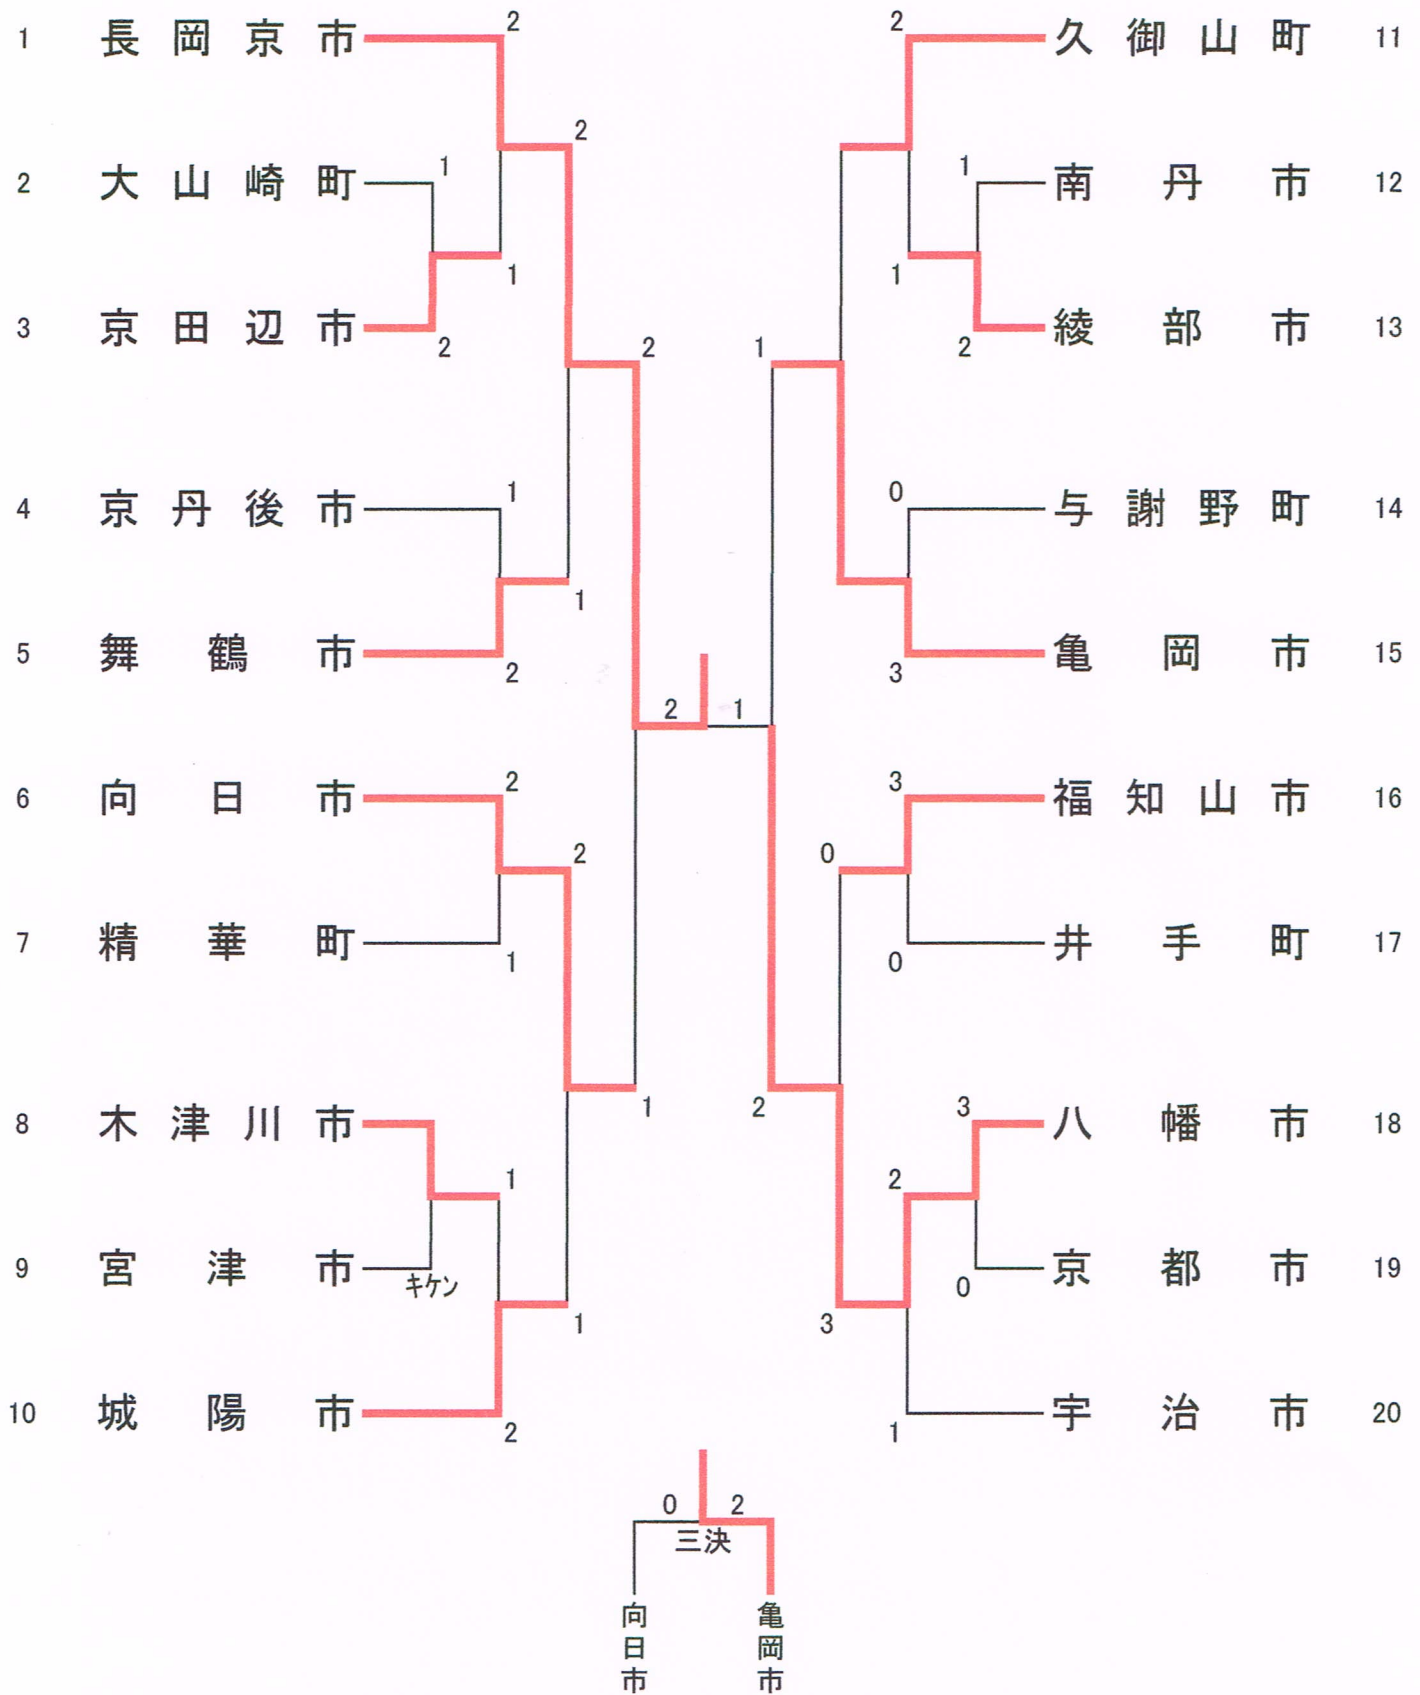 2 2
1 長岡京市 久御山町 11
2
1 1
2 大山崎町 南丹市 12
1 1
3 京田辺市 綾部市 13
2 2 1 2
1 0
4 京丹後市 与謝野町 14
1
5 舞鶴市 亀岡市 15
2 3
2 1
2 3
6 向日市 福知山市 16
2 0
7 精華町 井手町 17
1 0
1 2 3
8 木津川市 八幡市 18
1 2
9 宮津市 京都市 19
キケン 0
1 3
10 城陽市 宇治市 20
2 1
0 2
三決
向日市 亀岡市